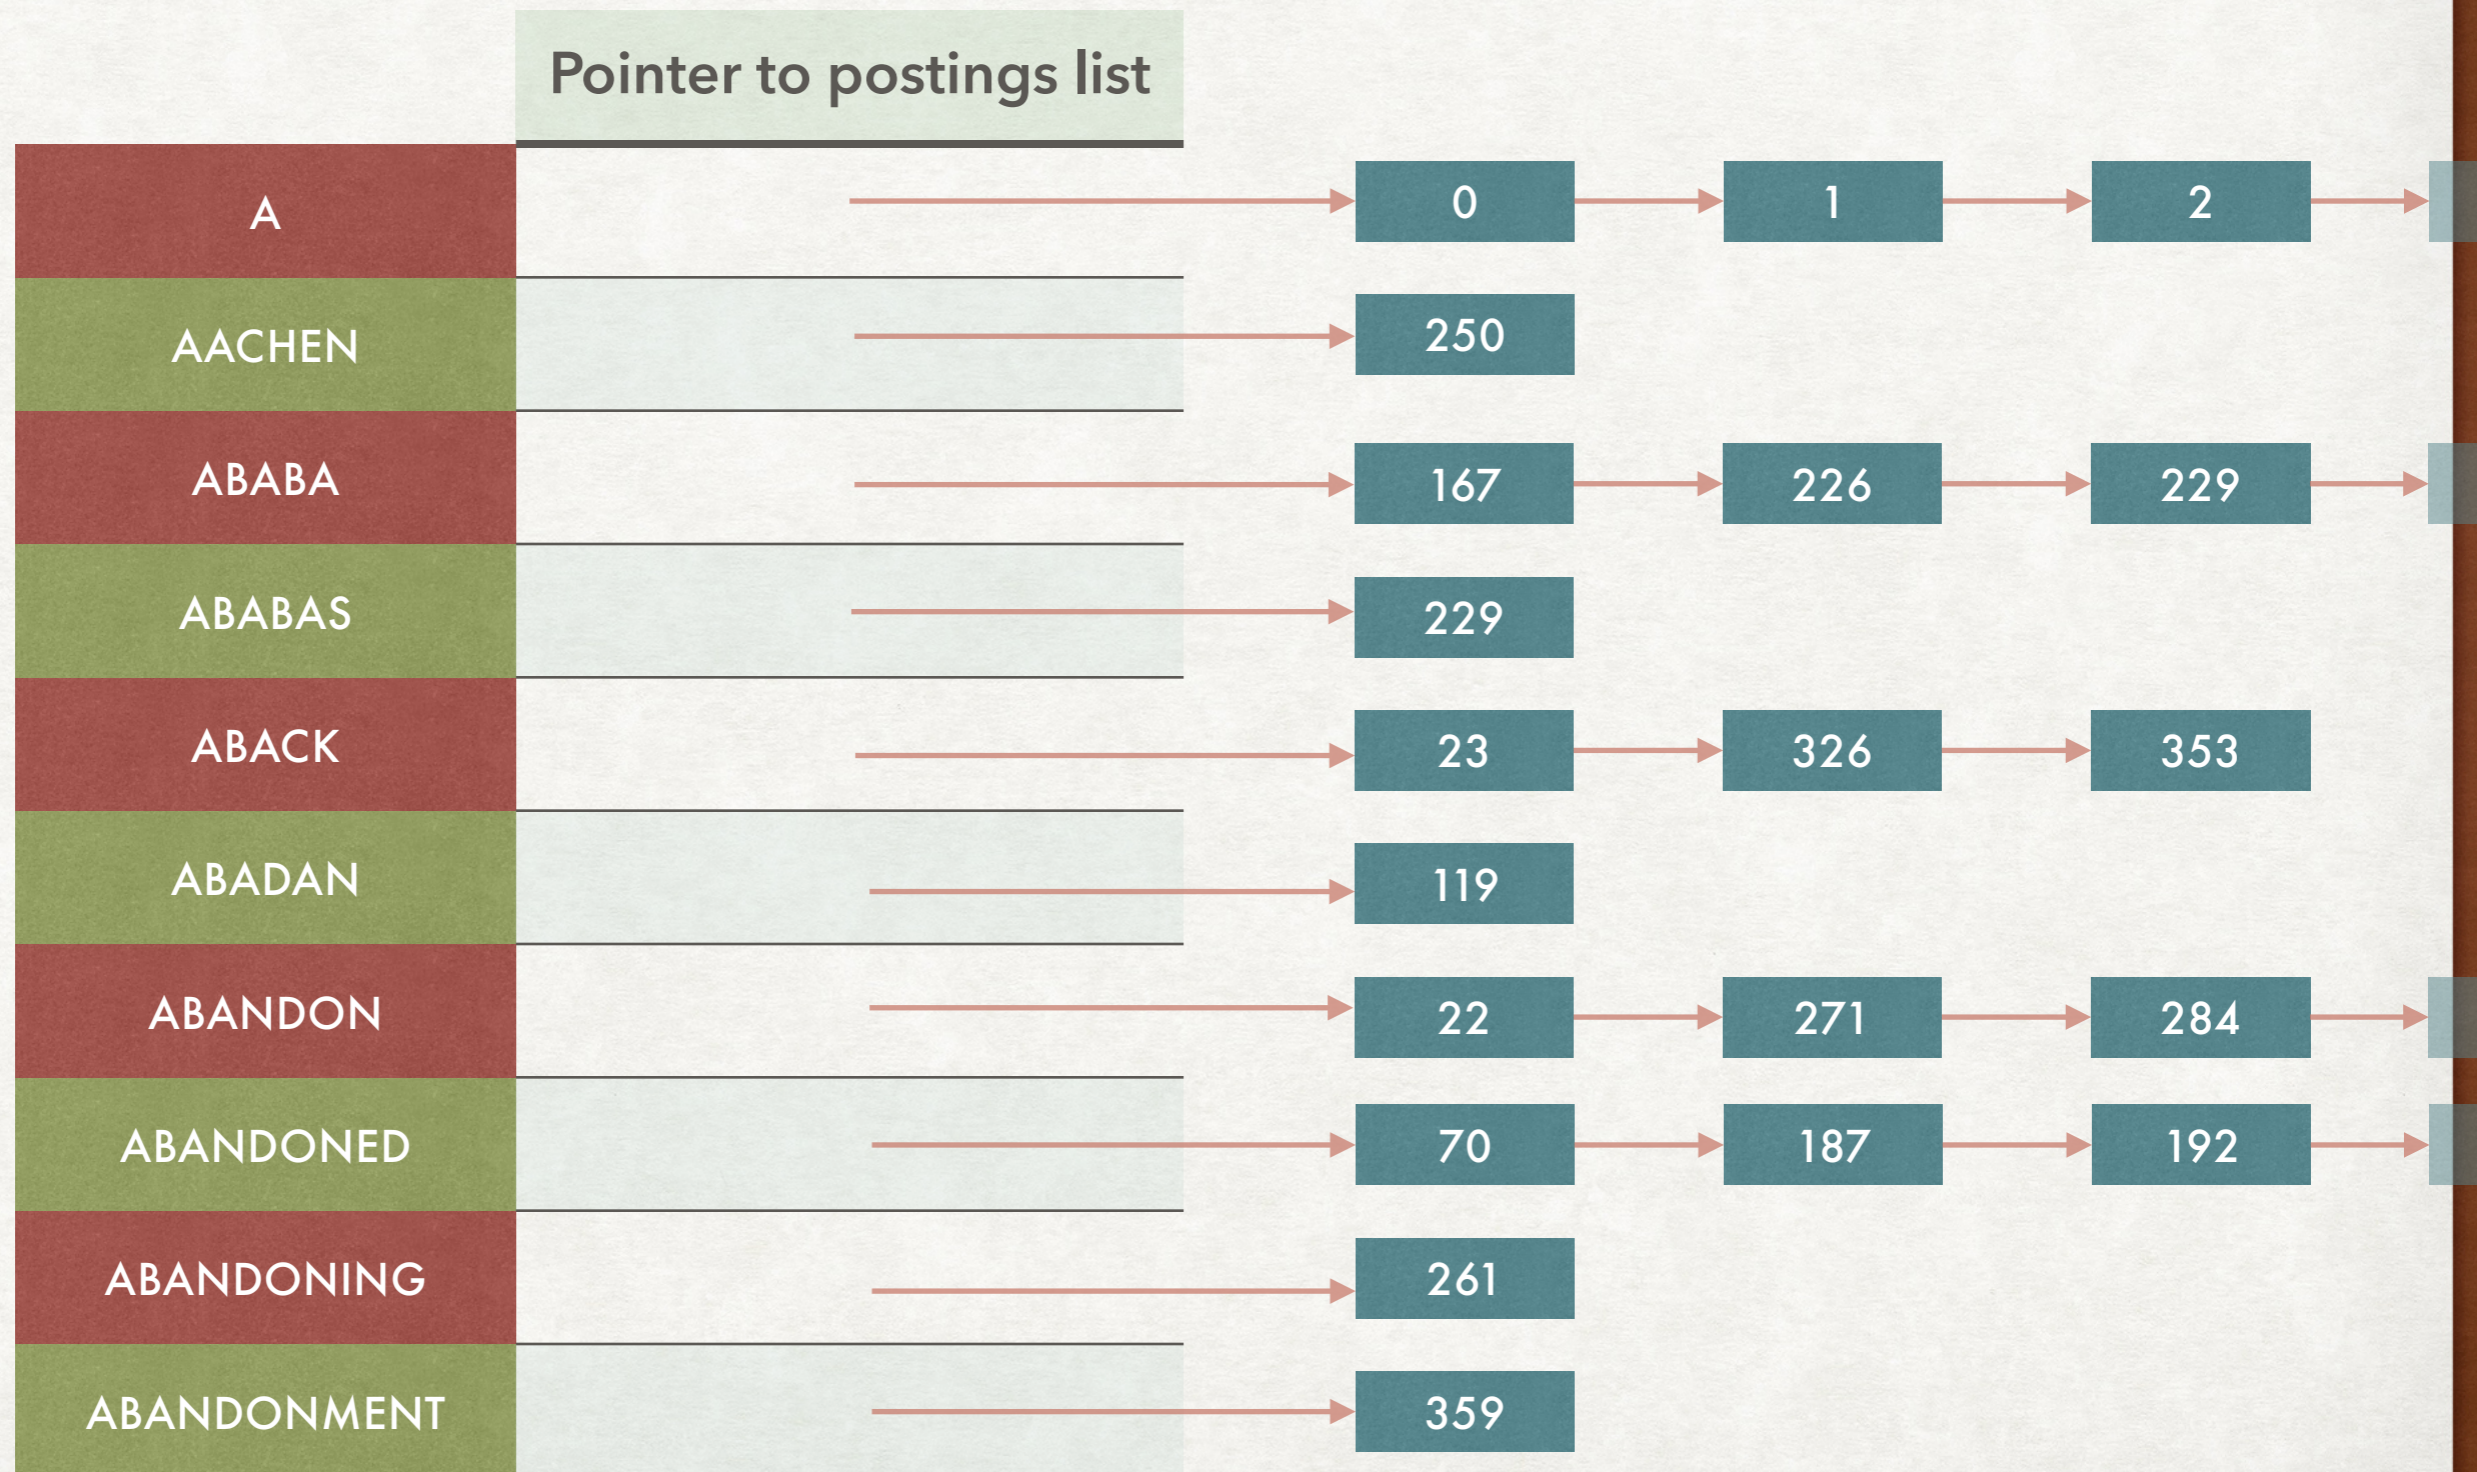 Pointer to postings list
A 0 1 2
AACHEN 250
ABABA 167 226 229
ABABAS 229
ABACK 23 326 353
ABADAN 119
ABANDON 22 271 284
ABANDONED 70 187 192
ABANDONING 261
ABANDONMENT 359